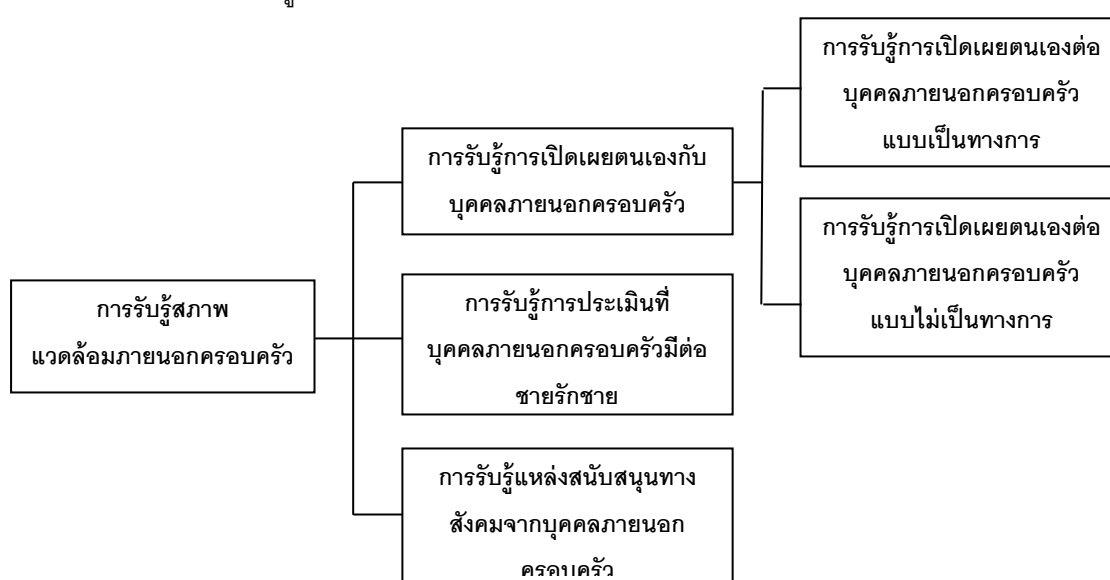 การรับรู้สภาพ
แวดล้อมภายนอกครอบครัว
การรับรู้การเปิดเผยตนเองกับ
บุคคลภายนอกครอบครัว
การรับรู้การเปิดเผยตนเองต่อ
บุคคลภายนอกครอบครัว
แบบเป็นทางการ
การรับรู้การเปิดเผยตนเองต่อ
บุคคลภายนอกครอบครัว
แบบไม่เป็นทางการ
การรับรู้การประเมินที่
บุคคลภายนอกครอบครัวมีต่อ
ชายรักชาย
การรับรู้แหล่งสนับสนุนทาง
สังคมจากบุคคลภายนอก
ครอบครัว